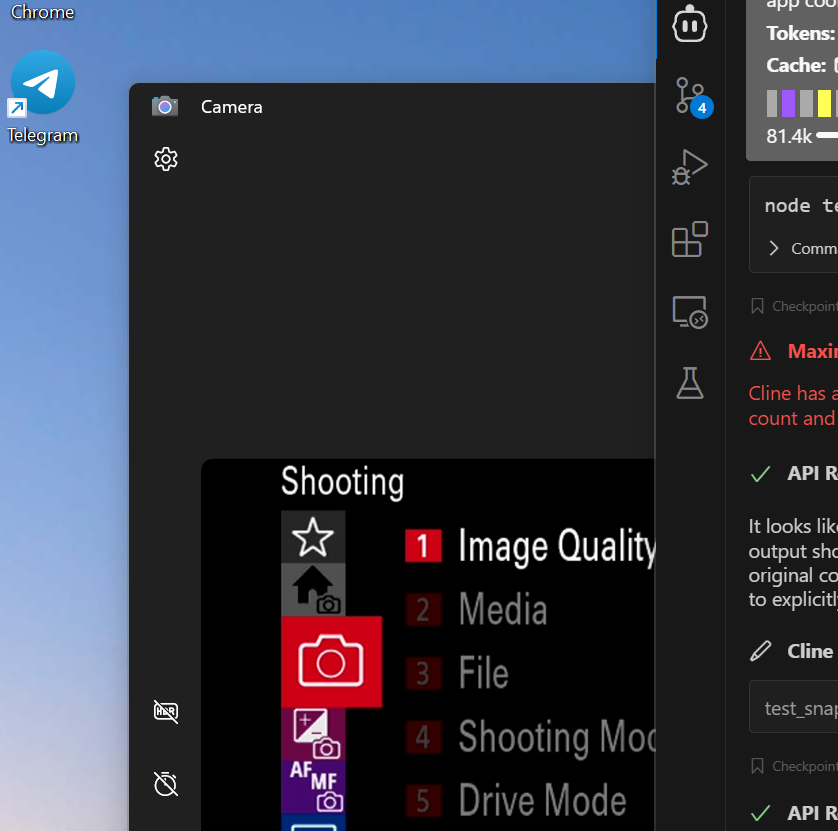 Chrome
Telegram
Camera
HDR
Shooting
1 Image Quality
2 Media
3 File
4 Shooting Mod
5 Drive Mode
AF
MF
4
app coo
Tokens:
Cache:
81.4k
node te
Comm
Checkpoint
Maxi
Cline has a
count and
API R
It looks like
output sho
original co
to explicitly
Cline
test_snap
Checkpoint
API R